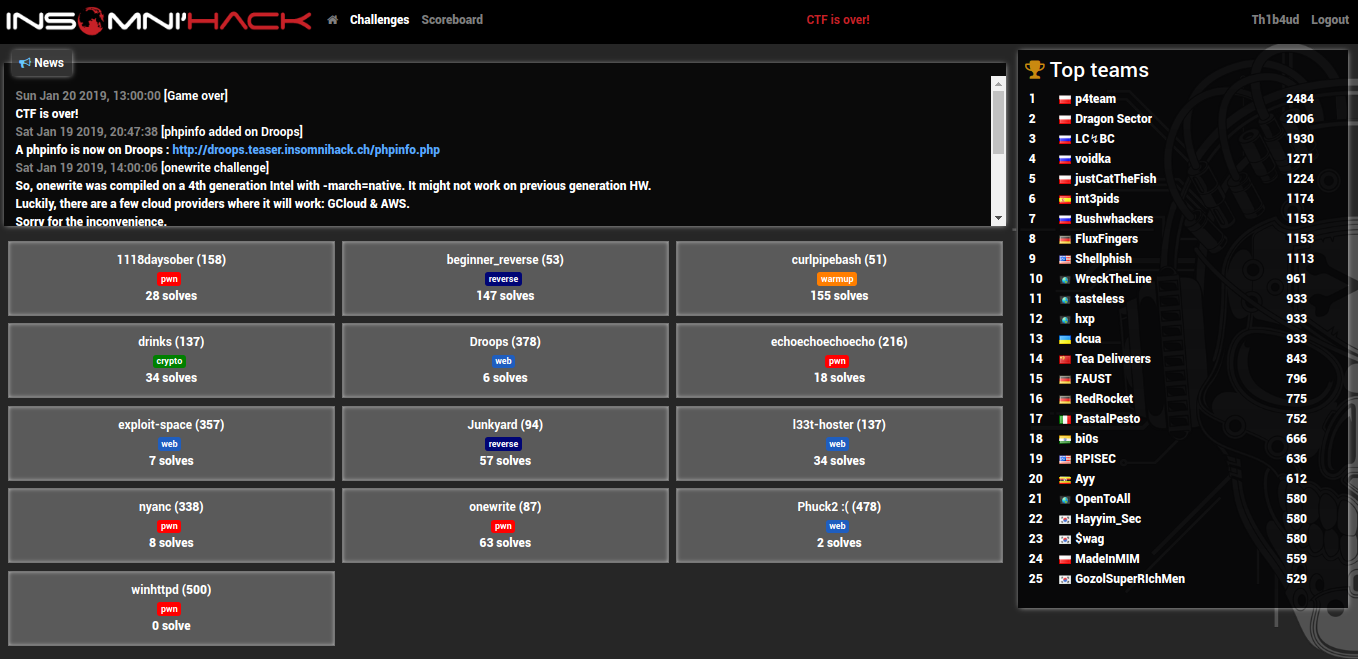 INSOMNI'HACK Challenges Scoreboard CTF is over! Th1b4ud Logout
News
Sun Jan 20 2019, 13:00:00 [Game over]
CTF is over!
Sat Jan 19 2019, 20:47:38 [phpinfo added on Droops]
A phpinfo is now on Droops : http://droops.teaser.insomnihack.ch/phpinfo.php
Sat Jan 19 2019, 14:00:06 [onewrite challenge]
So, onewrite was compiled on a 4th generation Intel with -march=native. It might not work on previous generation HW.
Luckily, there are a few cloud providers where it will work: GCloud & AWS.
Sorry for the inconvenience.
1118daysober (158)
pwn
28 solves
beginner_reverse (53)
reverse
147 solves
curlpipebash (51)
warmup
155 solves
drinks (137)
crypto
34 solves
Droops (378)
web
6 solves
echoechoechoecho (216)
pwn
18 solves
exploit-space (357)
web
7 solves
Junkyard (94)
reverse
57 solves
l33t-hoster (137)
web
34 solves
nyanc (338)
pwn
8 solves
onewrite (87)
pwn
63 solves
Phuck2 :( (478)
web
2 solves
winhttpd (500)
pwn
0 solve
Top teams
1 p4team 2484
2 Dragon Sector 2006
3 LC↯BC 1930
4 voidka 1271
5 justCatTheFish 1224
6 int3pids 1174
7 Bushwhackers 1153
8 FluxFingers 1153
9 Shellphish 1113
10 WreckTheLine 961
11 tasteless 933
12 hxp 933
13 dcua 933
14 Tea Deliverers 843
15 FAUST 796
16 RedRocket 775
17 PastalPesto 752
18 bi0s 666
19 RPISEC 636
20 Ayy 612
21 OpenToAll 580
22 Hayyim_Sec 580
23 $wag 580
24 MadeInMIM 559
25 GozolSuperRIchMen 529